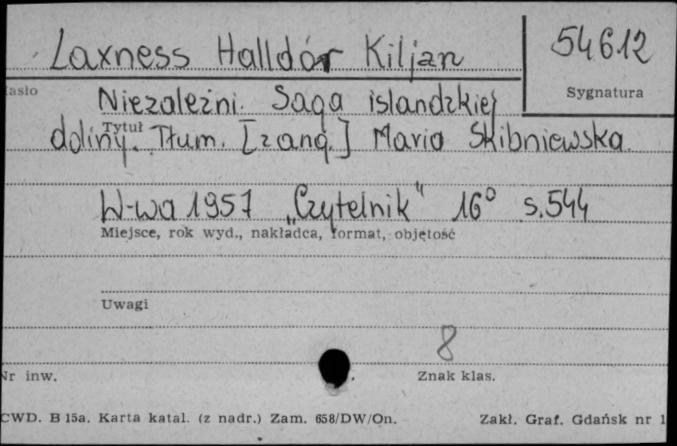 Laxness Halldór Kiljan 54612
asło Sygnatura
Niezależni. Saga islandzkiej
Tytuł
doliny. Tłum. [z ang.] Maria Skibniewska.
W-wa 1957 „Czytelnik" 16° s. 544
Miejsce, rok wyd., nakładca, format, objętość
Uwagi
8
Nr inw. Znak klas.
CWD. B 15a. Karta katal. (z nadr.) Zam. 658/DW/On. Zakł. Graf. Gdańsk nr 1